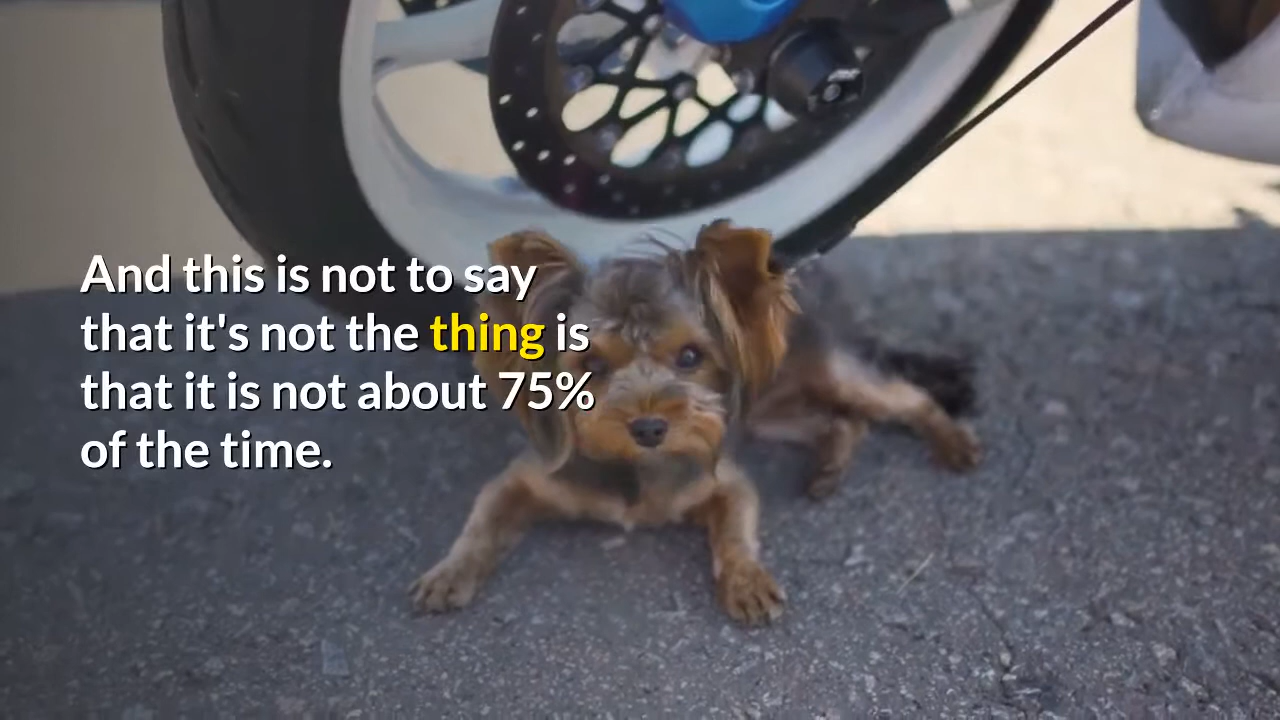 And this is not to say
that it's not the thing is
that it is not about 75%
of the time.